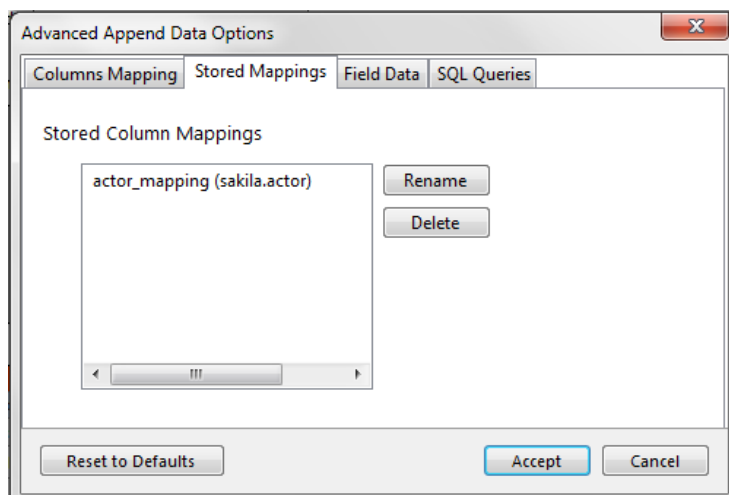 Advanced Append Data Options
X
Columns Mapping Stored Mappings Field Data SQL Queries
Stored Column Mappings
actor_mapping (sakila.actor)
Rename
Delete
Reset to Defaults Accept Cancel